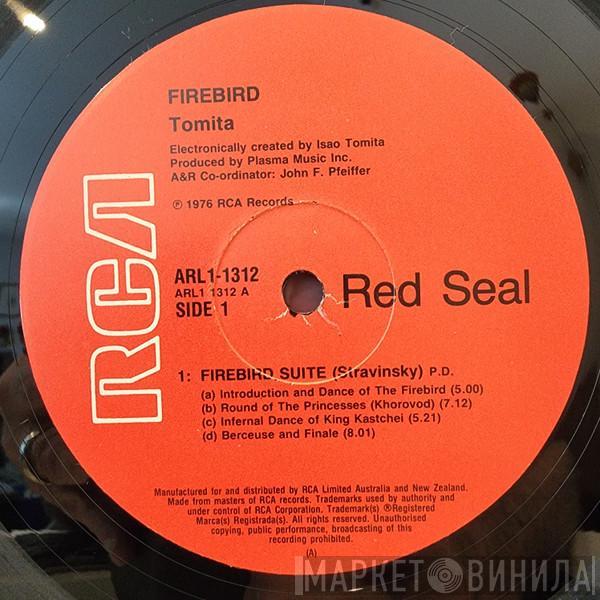 FIREBIRD
Tomita
Electronically created by Isao Tomita
Produced by Plasma Music Inc.
A&R Co-ordinator: John F. Pfeiffer
℗ 1976 RCA Records
RCA
ARL1-1312
ARL1 1312 A
SIDE 1
Red Seal
1: FIREBIRD SUITE (Stravinsky) P.D.
(a) Introduction and Dance of The Firebird (5.00)
(b) Round of The Princesses (Khorovod) (7.12)
(c) Infernal Dance of King Kastchei (5.21)
(d) Berceuse and Finale (8.01)
Manufactured for and distributed by RCA Limited Australia and New Zealand.
Made from masters of RCA records. Trademarks used by authority and
under control of RCA Corporation. Trademark(s) ®Registered
Marca(s) Registrada(s). All rights reserved. Unauthorised
copying, public performance, broadcasting of this
recording prohibited.
(A)
МАРКЕТ ВИНИЛА